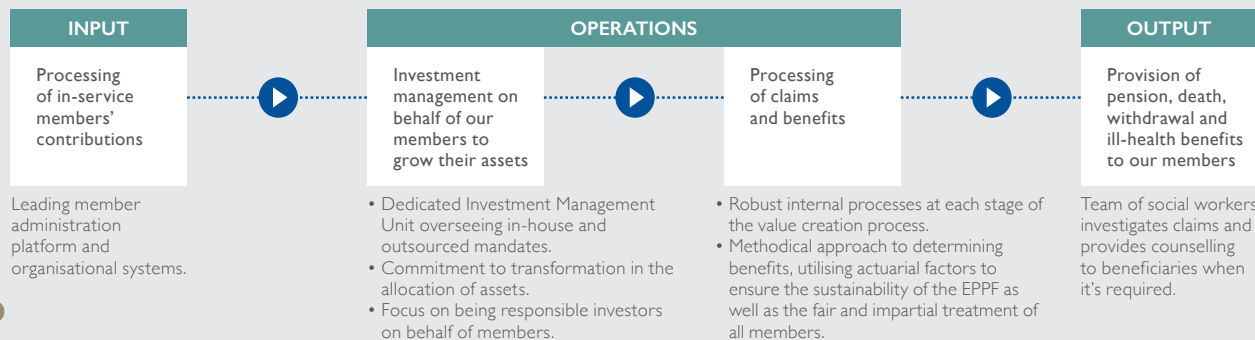 INPUT
Processing
of in-service
members’
contributions
Leading member
administration
platform and
organisational systems.
OPERATIONS
Investment
management on
behalf of our
members to
grow their assets
• Dedicated Investment Management
Unit overseeing in-house and
outsourced mandates.
• Commitment to transformation in the
allocation of assets.
• Focus on being responsible investors
on behalf of members.
Processing
of claims
and benefits
• Robust internal processes at each stage of
the value creation process.
• Methodical approach to determining
benefits, utilising actuarial factors to
ensure the sustainability of the EPPF as
well as the fair and impartial treatment of
all members.
OUTPUT
Provision of
pension, death,
withdrawal and
ill-health benefits
to our members
Team of social workers
investigates claims and
provides counselling
to beneficiaries when
it’s required.